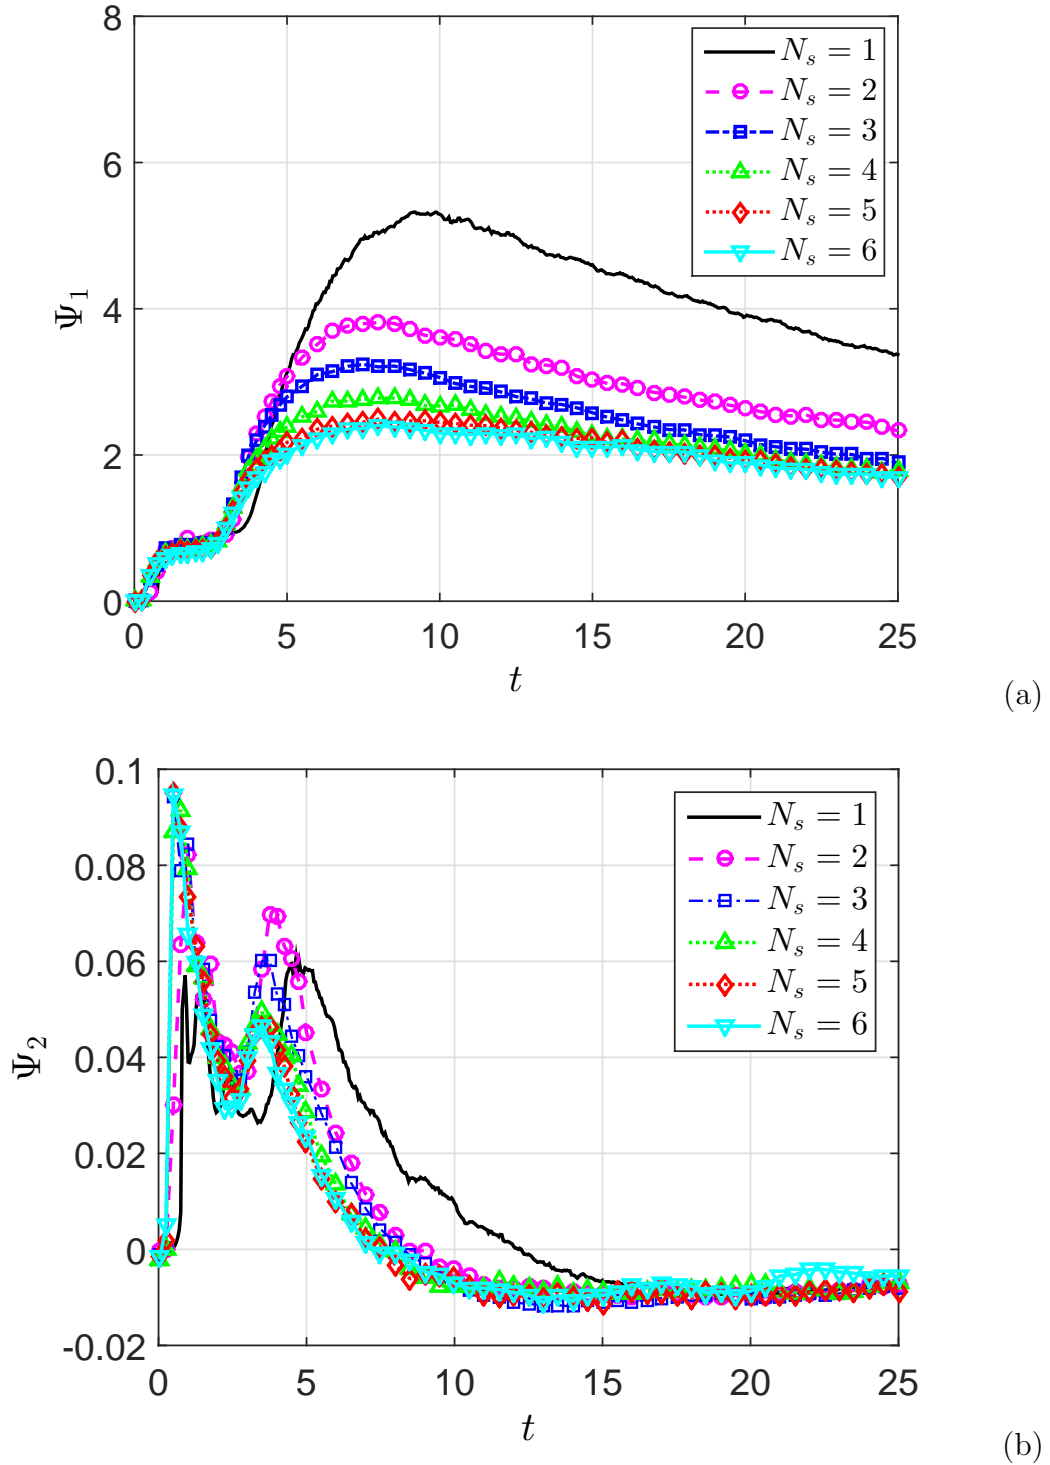 8
6
4
2
0
Ψ₁
N_s = 1
N_s = 2
N_s = 3
N_s = 4
N_s = 5
N_s = 6
0 5 10 15 20 25
t
(a)
0.1
0.08
0.06
0.04
0.02
0
-0.02
Ψ₂
N_s = 1
N_s = 2
N_s = 3
N_s = 4
N_s = 5
N_s = 6
0 5 10 15 20 25
t
(b)